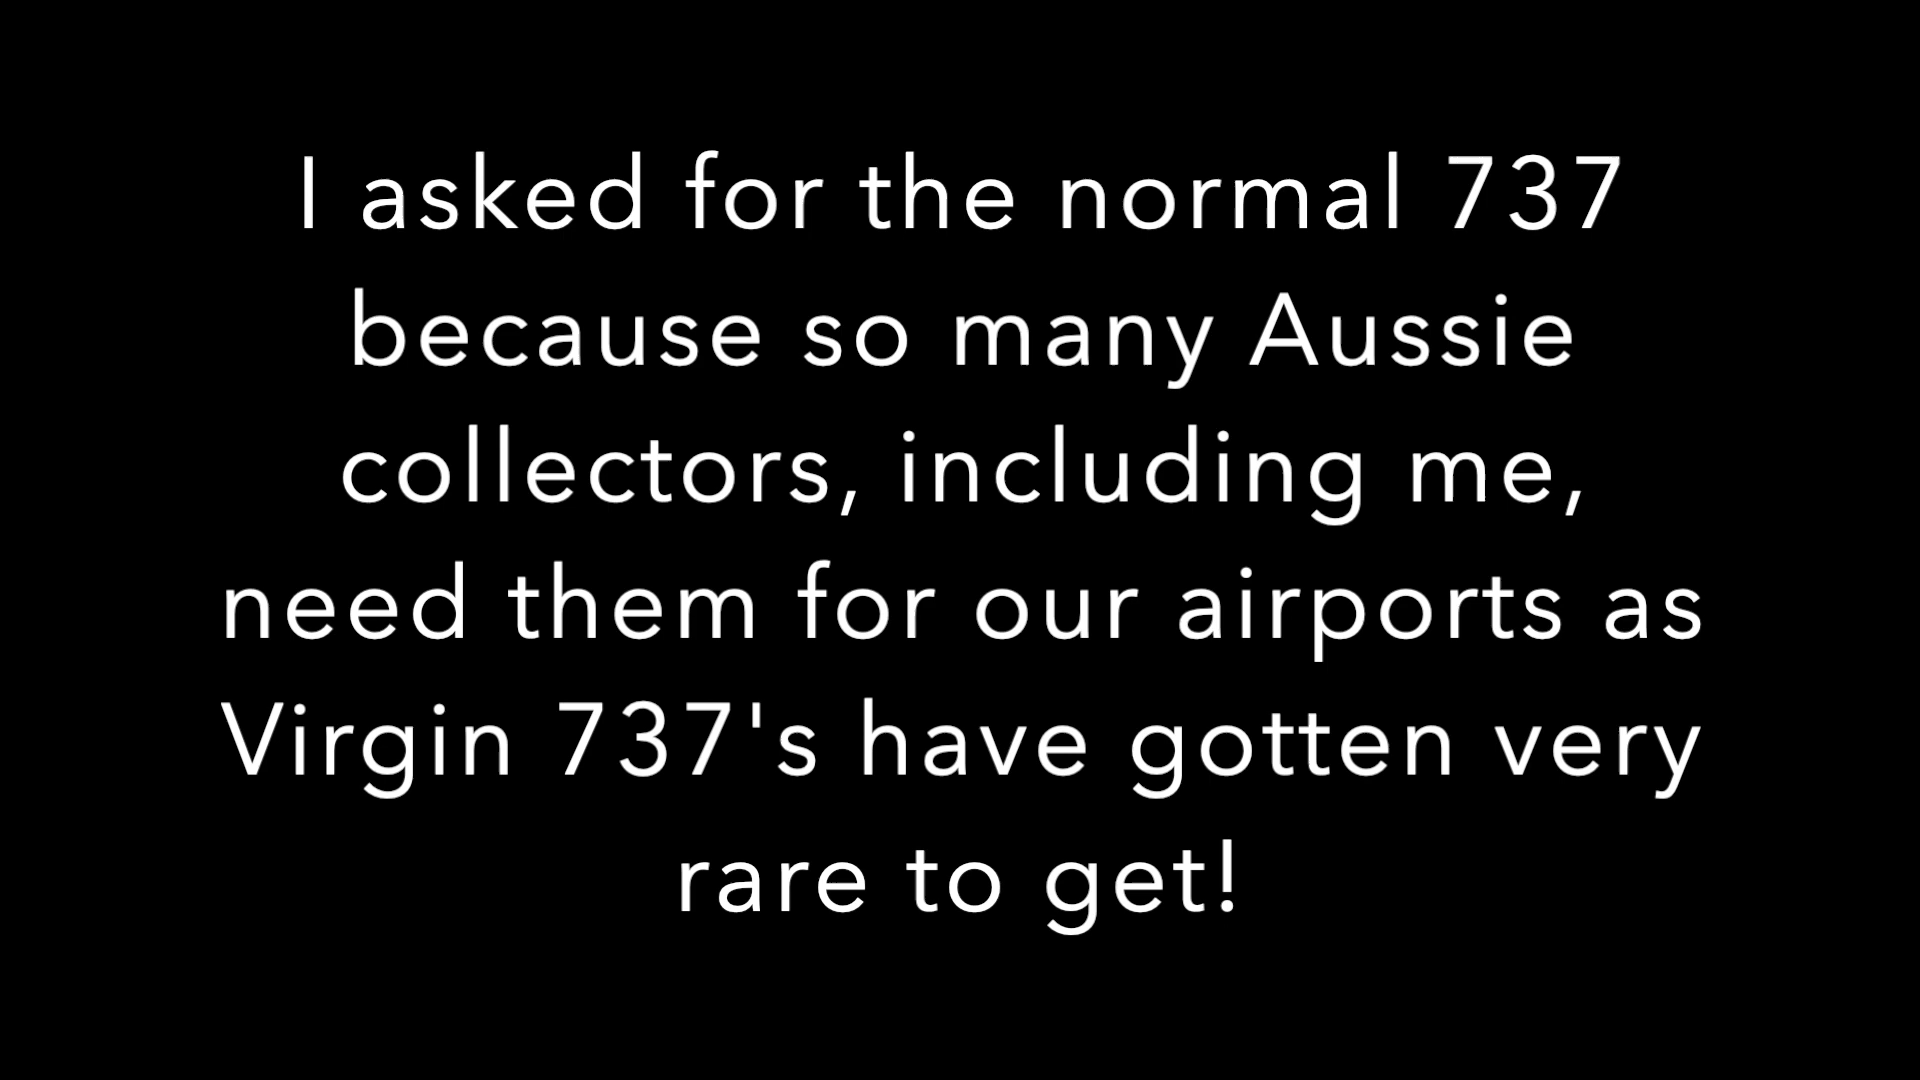 I asked for the normal 737
because so many Aussie
collectors, including me,
need them for our airports as
Virgin 737's have gotten very
rare to get!